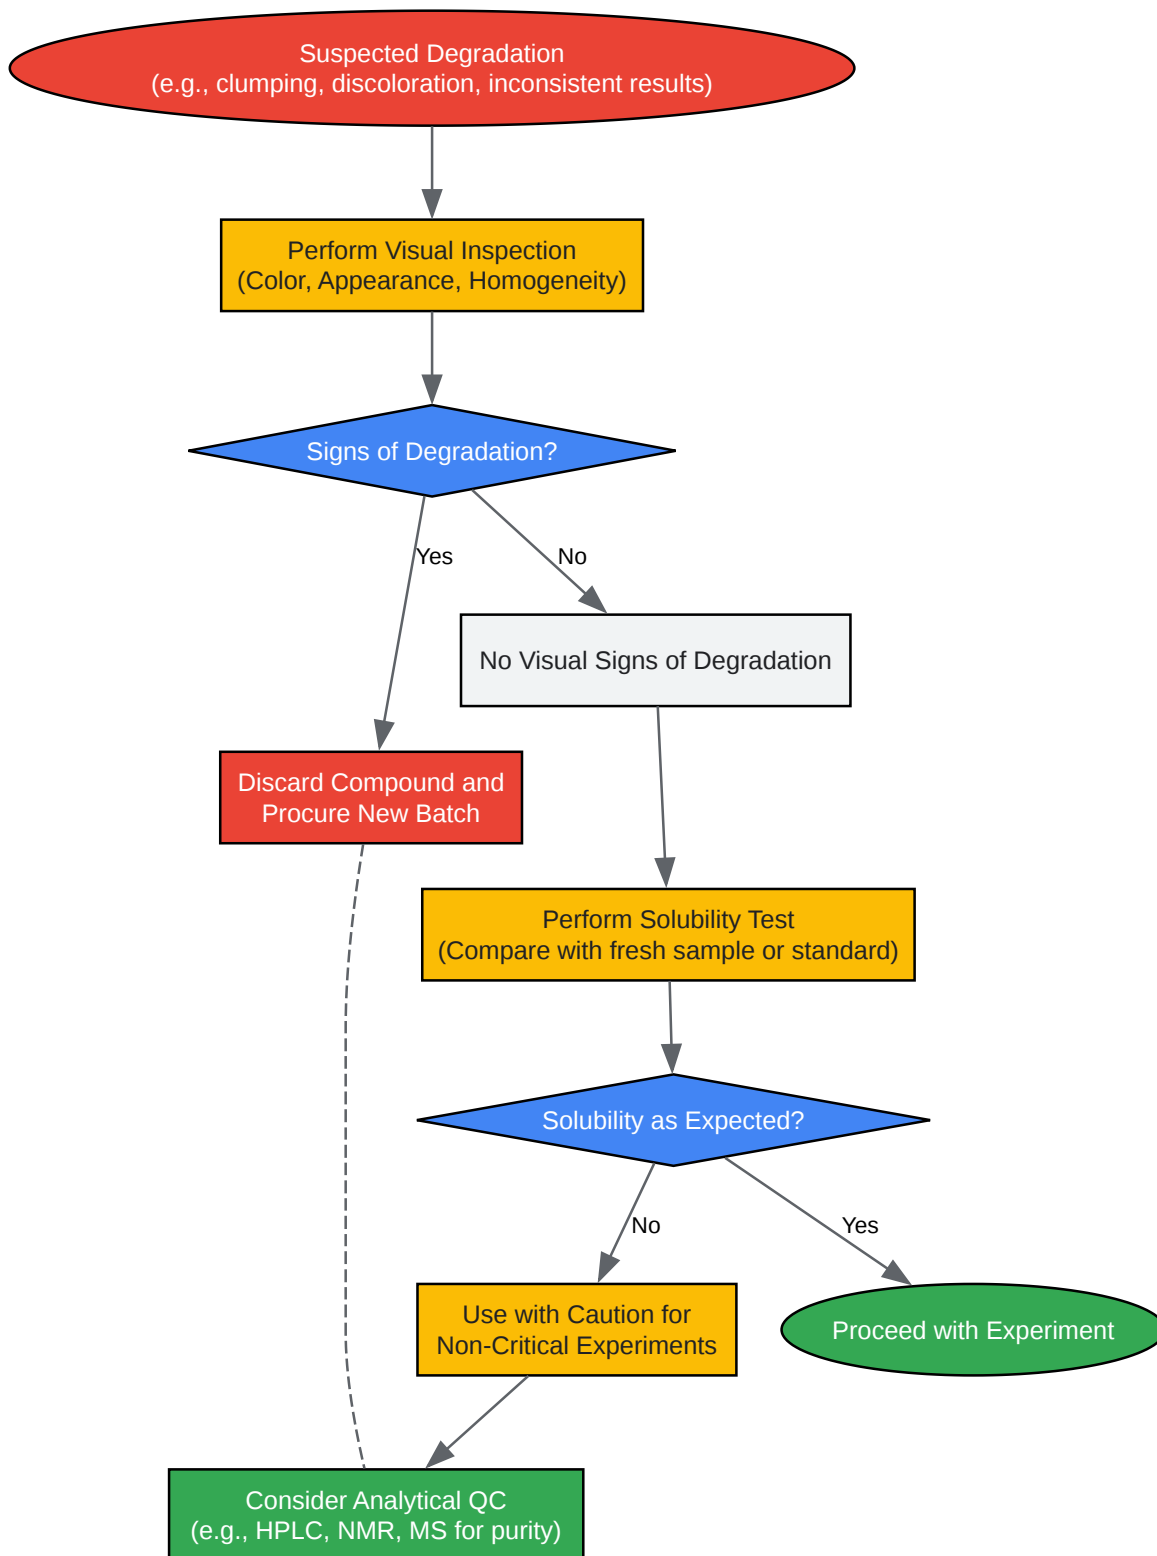 Suspected Degradation
(e.g., clumping, discoloration, inconsistent results)
Perform Visual Inspection
(Color, Appearance, Homogeneity)
Signs of Degradation?
Yes
No
No Visual Signs of Degradation
Discard Compound and
Procure New Batch
Perform Solubility Test
(Compare with fresh sample or standard)
Solubility as Expected?
No
Yes
Use with Caution for
Non-Critical Experiments
Proceed with Experiment
Consider Analytical QC
(e.g., HPLC, NMR, MS for purity)